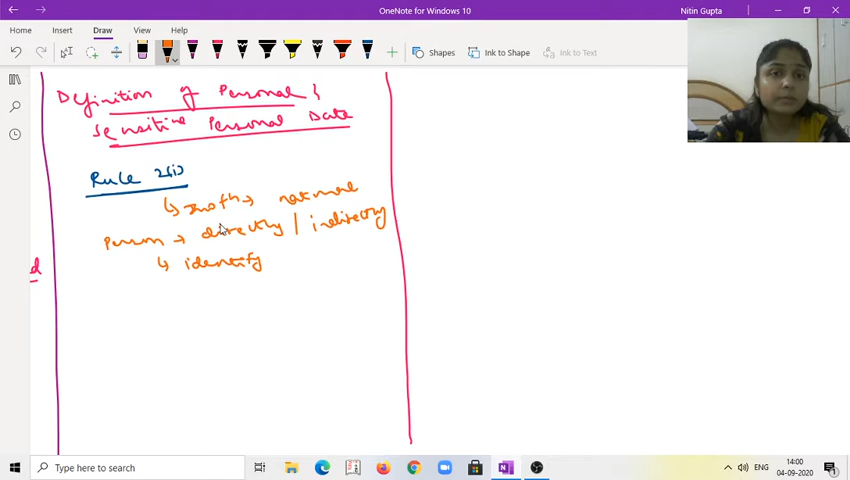 OneNote for Windows 10
Nitin Gupta
Home Insert Draw History View Help
Shapes
Ink to Shape
Ink to Text
Definition of Personal &
Sensitive Personal Date
Rule 2(i)
natural
Person → directly / indirectly
↳ identify
d
Type here to search
ENG
14:00
04-09-2020